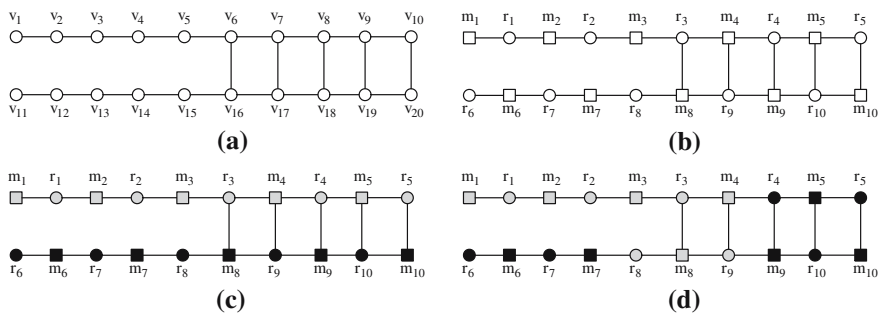 v1 v2 v3 v4 v5 v6 v7 v8 v9 v10
v11 v12 v13 v14 v15 v16 v17 v18 v19 v20
(a)
m1 r1 m2 r2 m3 r3 m4 r4 m5 r5
r6 m6 r7 m7 r8 m8 r9 m9 r10 m10
(b)
m1 r1 m2 r2 m3 r3 m4 r4 m5 r5
r6 m6 r7 m7 r8 m8 r9 m9 r10 m10
(c)
m1 r1 m2 r2 m3 r3 m4 r4 m5 r5
r6 m6 r7 m7 r8 m8 r9 m9 r10 m10
(d)